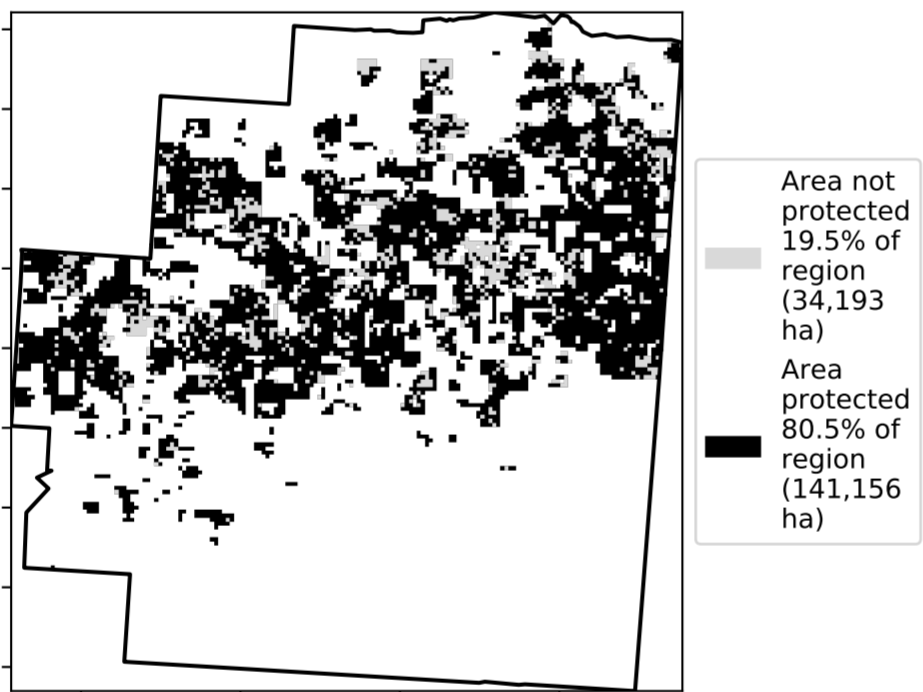 Area not
protected
19.5% of
region
(34,193
ha)
Area
protected
80.5% of
region
(141,156
ha)